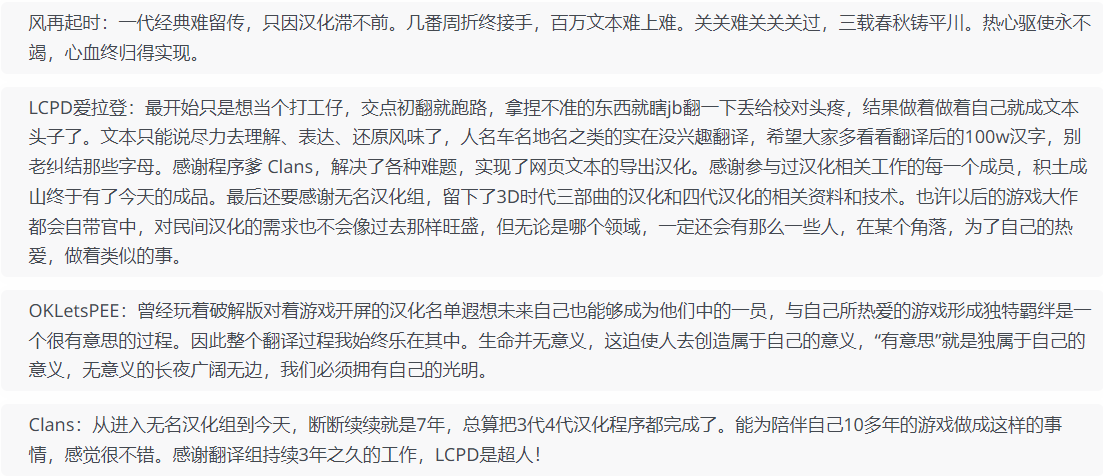 风再起时：一代经典难留传，只因汉化滞不前。几番周折终接手，百万文本难上难。关关难关关关过，三载春秋铸平川。热心驱使永不
竭，心血终归得实现。
LCPD爱拉登：最开始只是想当个打工仔，交点初翻就跑路，拿捏不准的东西就瞎jb翻一下丢给校对头疼，结果做着做着自己就成文本
头子了。文本只能说尽力去理解、表达、还原风味了，人名车名地名之类的实在没兴趣翻译，希望大家多看看翻译后的100w汉字，别
老纠结那些字母。感谢程序爹 Clans，解决了各种难题，实现了网页文本的导出汉化。感谢参与过汉化相关工作的每一个成员，积土成
山终于有了今天的成品。最后还要感谢无名汉化组，留下了3D时代三部曲的汉化和四代汉化的相关资料和技术。也许以后的游戏大作
都会自带官中，对民间汉化的需求也不会像过去那样旺盛，但无论是哪个领域，一定还会有那么一些人，在某个角落，为了自己的热
爱，做着类似的事。
OKLetsPEE：曾经玩着破解版对着游戏开屏的汉化名单遐想未来自己也能够成为他们中的一员，与自己所热爱的游戏形成独特羁绊是一
个很有意思的过程。因此整个翻译过程我始终乐在其中。生命并无意义，这迫使人去创造属于自己的意义，“有意思”就是独属于自己的
意义，无意义的长夜广阔无边，我们必须拥有自己的光明。
Clans：从进入无名汉化组到今天，断断续续就是7年，总算把3代4代汉化程序都完成了。能为陪伴自己10多年的游戏做成这样的事
情，感觉很不错。感谢翻译组持续3年之久的工作，LCPD是超人！